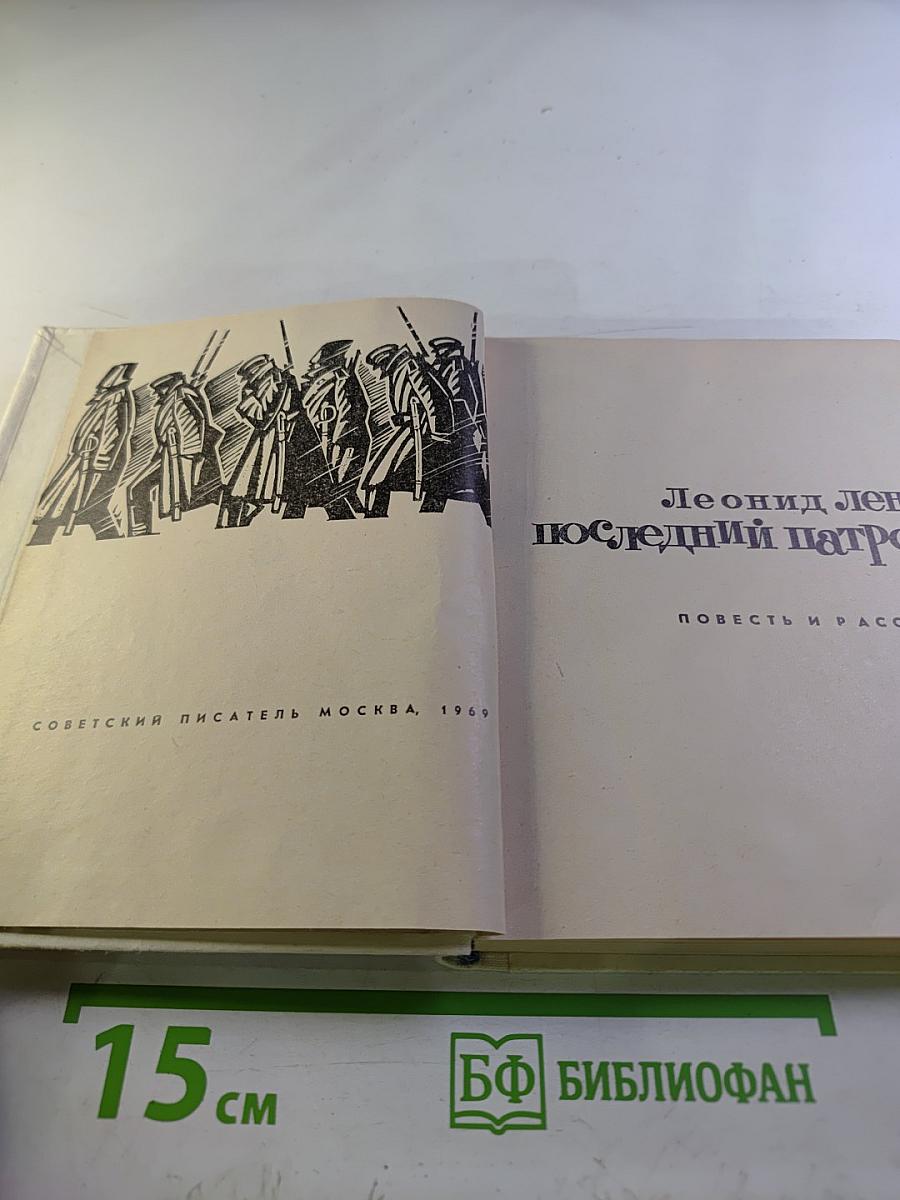 СОВЕТСКИЙ ПИСАТЕЛЬ МОСКВА, 1969
Леонид Лен
последний патро
ПОВЕСТЬ И РАСС
15 см
БФ БИБЛИОФАН